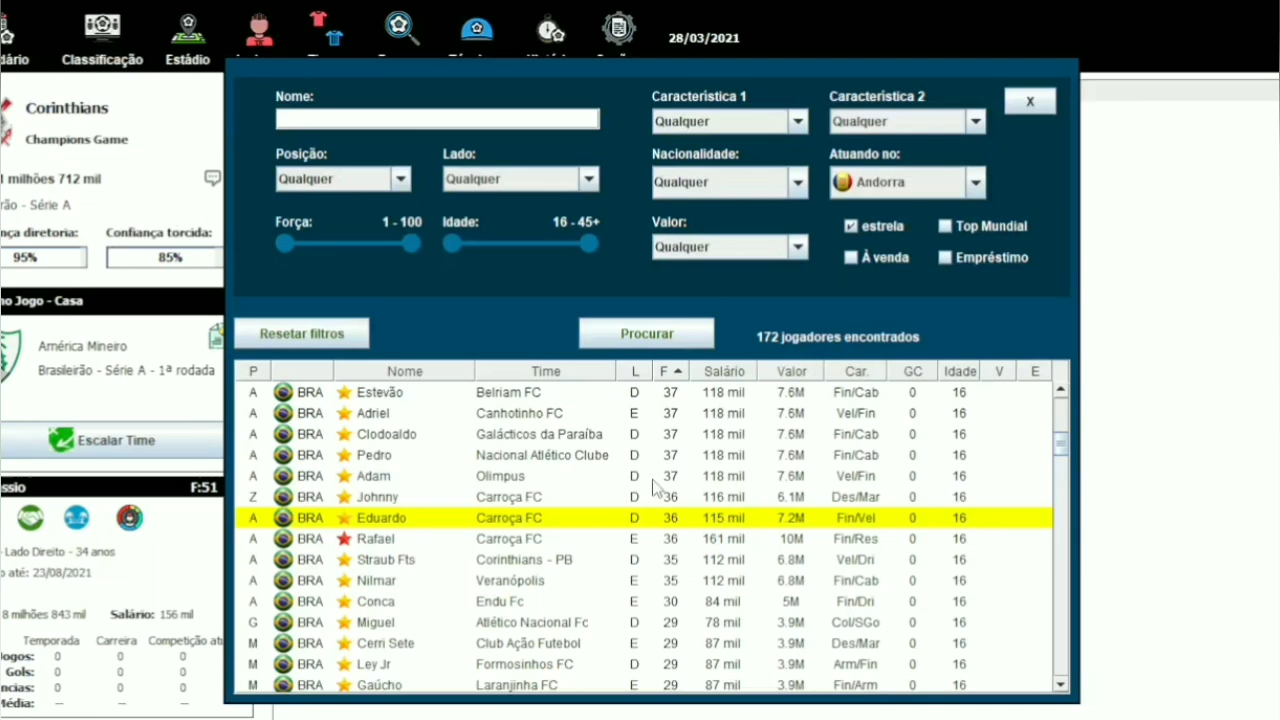 dário Classificação Estádio 28/03/2021
Corinthians
Champions Game
milhões 712 mil
rão - Série A
nça diretoria: Confiança torcida:
95% 85%
no Jogo - Casa
América Mineiro
Brasileirão - Série A - 1ª rodada
Escalar Time
ssio F:51
- Lado Direito - 34 anos
o até: 23/08/2021
8 milhões 843 mil Salário: 156 mil
Temporada Carreira Competição atu
Jogos: 0 0 0
Gols: 0 0 0
ncias: 0 0 0
Média: -- -- --
Nome: Característica 1 Característica 2 X
Qualquer Qualquer
Posição: Lado: Nacionalidade: Atuando no:
Qualquer Qualquer Qualquer Andorra
Força: 1 - 100 Idade: 16 - 45+ Valor: estrela Top Mundial
Qualquer À venda Empréstimo
Resetar filtros Procurar 172 jogadores encontrados
P Nome Time L F Salário Valor Car. GC Idade V E
A BRA Estevão Belriam FC D 37 118 mil 7.6M Fin/Cab 0 16
A BRA Adriel Canhotinho FC E 37 118 mil 7.6M Vel/Fin 0 16
A BRA Clodoaldo Galácticos da Paraíba D 37 118 mil 7.6M Fin/Cab 0 16
A BRA Pedro Nacional Atlético Clube D 37 118 mil 7.6M Fin/Cab 0 16
A BRA Adam Olimpus D 37 118 mil 7.6M Vel/Fin 0 16
Z BRA Johnny Carroça FC D 36 116 mil 6.1M Des/Mar 0 16
A BRA Eduardo Carroça FC D 36 115 mil 7.2M Fin/Vel 0 16
A BRA Rafael Carroça FC E 36 161 mil 10M Fin/Res 0 16
A BRA Straub Fts Corinthians - PB D 35 112 mil 6.8M Vel/Dri 0 16
A BRA Nilmar Veranópolis E 35 112 mil 6.8M Fin/Cab 0 16
A BRA Conca Endu Fc E 30 84 mil 5M Fin/Dri 0 16
G BRA Miguel Atlético Nacional Fc D 29 78 mil 3.9M Col/SGo 0 16
M BRA Cerri Sete Club Ação Futebol E 29 87 mil 3.9M Des/Mar 0 16
M BRA Ley Jr Formosinhos FC D 29 87 mil 3.9M Arm/Fin 0 16
M BRA Gaúcho Laranjinha FC E 29 87 mil 3.9M Fin/Arm 0 16